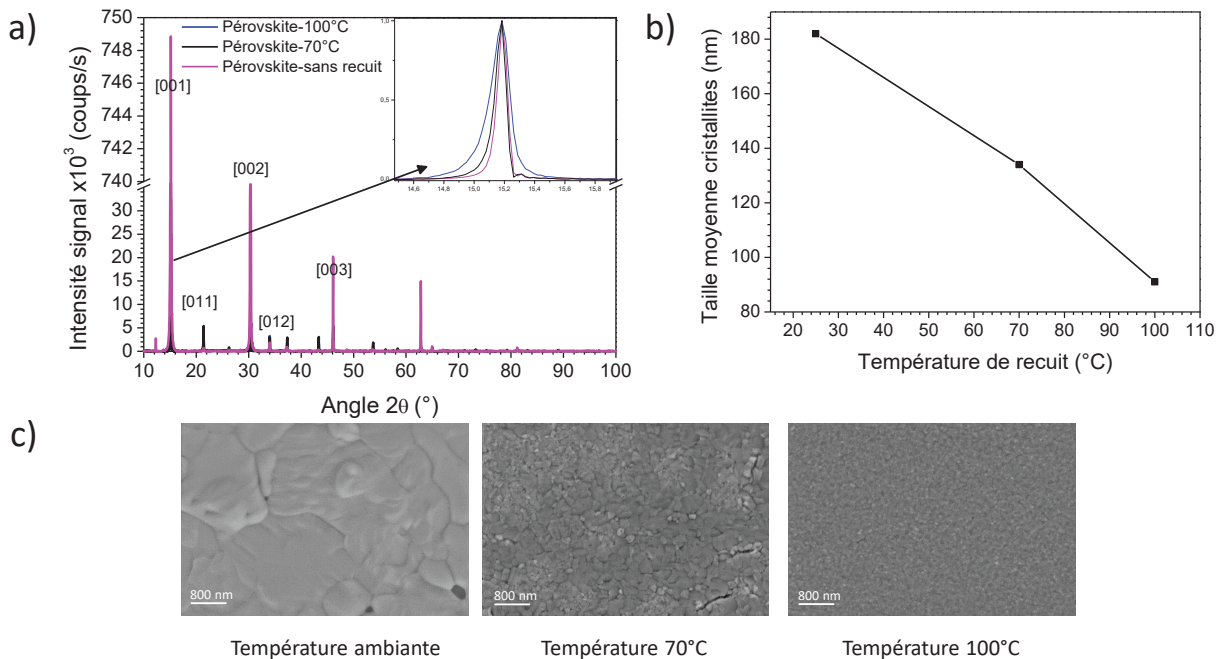 a)
Intensité signal x10³ (coups/s)
750
748
746
744
742
740
30
25
20
15
10
5
0
Pérovskite-100°C
Pérovskite-70°C
Pérovskite-sans recuit
[001]
[002]
[003]
[011]
[012]
1,0
0,5
0,0
14,6 14,8 15,0 15,2 15,4 15,6 15,8
10 20 30 40 50 60 70 80 90 100
Angle 2θ (°)
b)
Taille moyenne cristallites (nm)
180
160
140
120
100
80
20 30 40 50 60 70 80 90 100 110
Température de recuit (°C)
c)
800 nm 800 nm 800 nm
Température ambiante Température 70°C Température 100°C